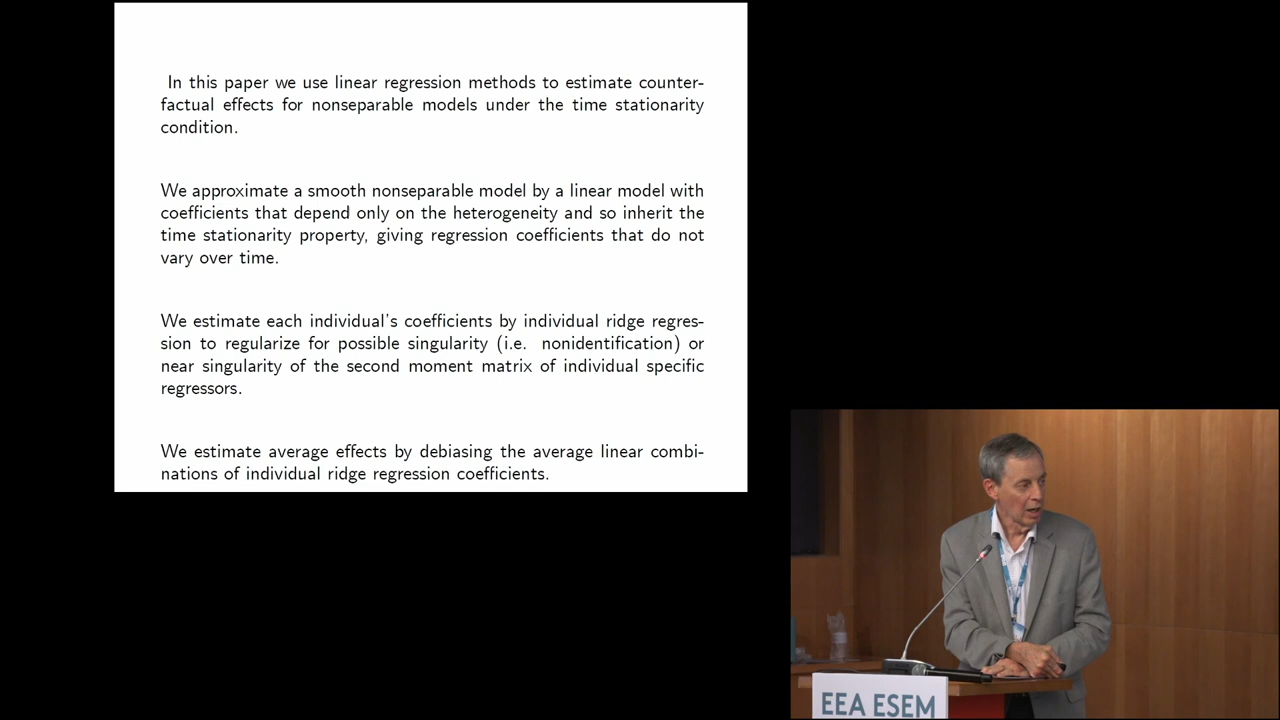 In this paper we use linear regression methods to estimate counter-
factual effects for nonseparable models under the time stationarity
condition.
We approximate a smooth nonseparable model by a linear model with
coefficients that depend only on the heterogeneity and so inherit the
time stationarity property, giving regression coefficients that do not
vary over time.
We estimate each individual's coefficients by individual ridge regres-
sion to regularize for possible singularity (i.e. nonidentification) or
near singularity of the second moment matrix of individual specific
regressors.
We estimate average effects by debiasing the average linear combi-
nations of individual ridge regression coefficients.
EEA ESEM